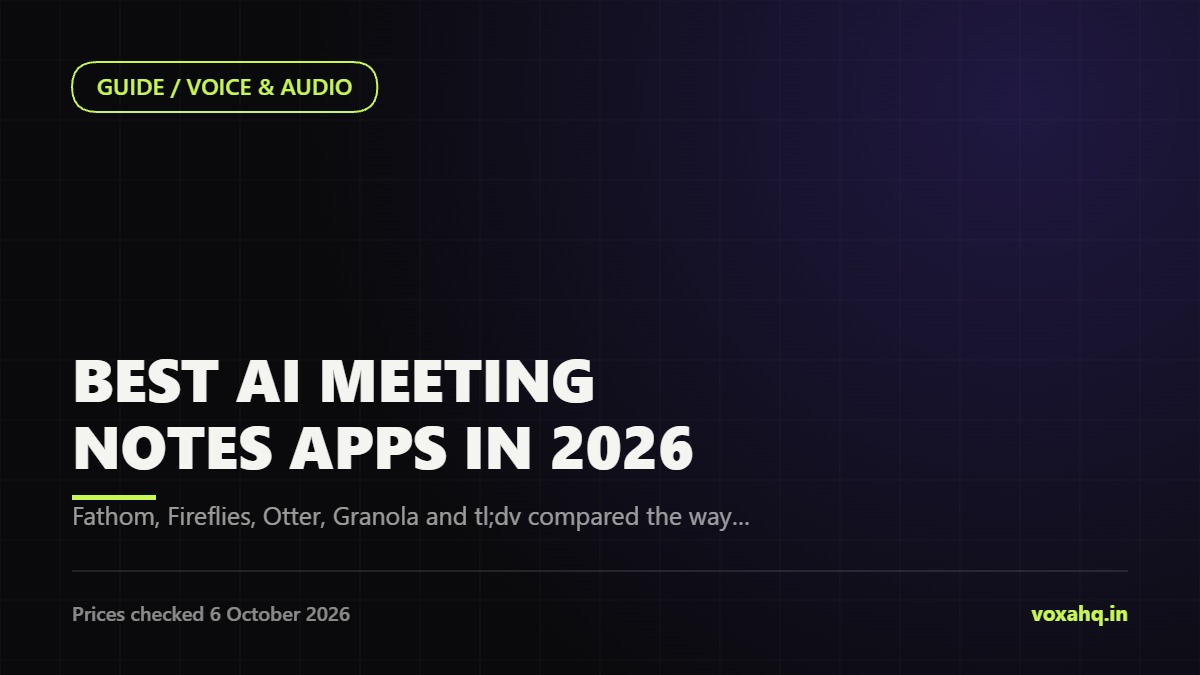 GUIDE / VOICE & AUDIO
BEST AI MEETING
NOTES APPS IN 2026
Fathom, Fireflies, Otter, Granola and tl;dv compared the way...
Prices checked 6 October 2026
voxahq.in